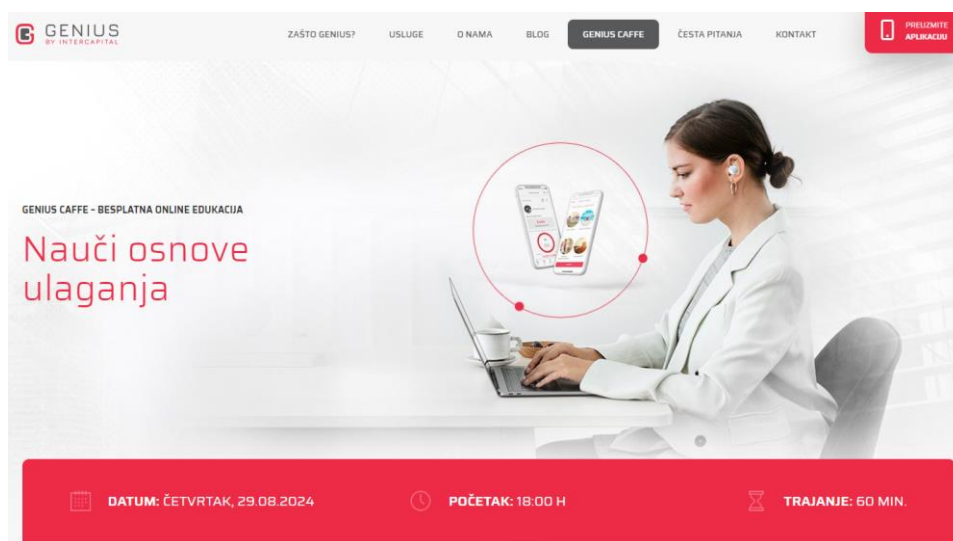 GENIUS
BY INTERCAPITAL
ZAŠTO GENIUS?
USLUGE
O NAMA
BLOG
GENIUS CAFFE
ČESTA PITANJA
KONTAKT
PREUZMITE
APLIKACIJU
GENIUS CAFFE – BESPLATNA ONLINE EDUKACIJA
Nauči osnove
ulaganja
DATUM: ČETVRTAK, 29.08.2024
POČETAK: 18:00 H
TRAJANJE: 60 MIN.